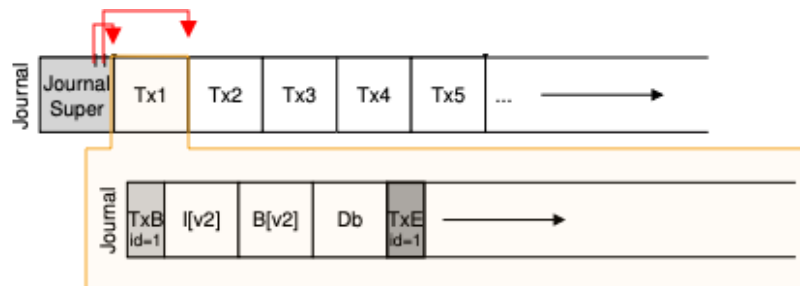 Journal
Journal Super
Tx1
Tx2
Tx3
Tx4
Tx5
...
Journal
TxB
id=1
I[v2]
B[v2]
Db
TxE
id=1